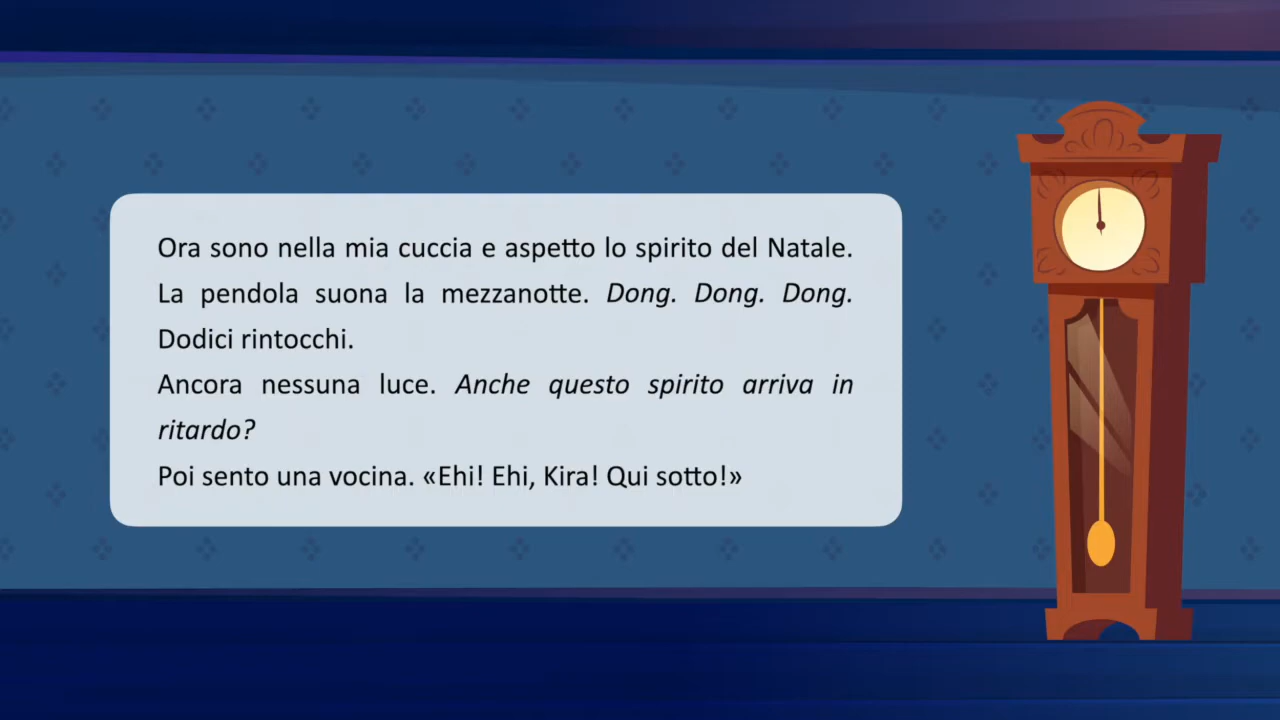 Ora sono nella mia cuccia e aspetto lo spirito del Natale.
La pendola suona la mezzanotte. Dong. Dong. Dong.
Dodici rintocchi.
Ancora nessuna luce. Anche questo spirito arriva in
ritardo?
Poi sento una vocina. «Ehi! Ehi, Kira! Qui sotto!»